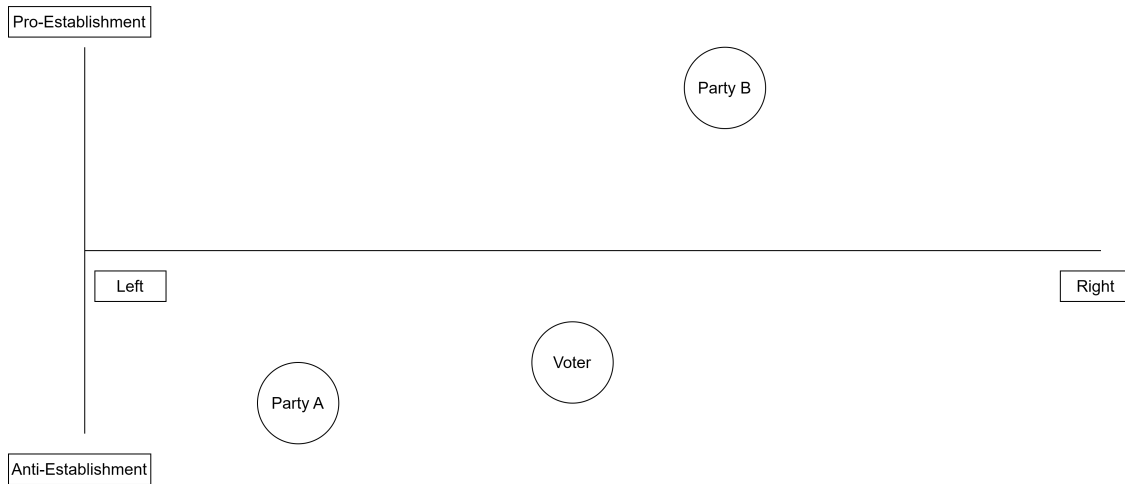 Pro-Establishment
Party B
Left
Right
Voter
Party A
Anti-Establishment